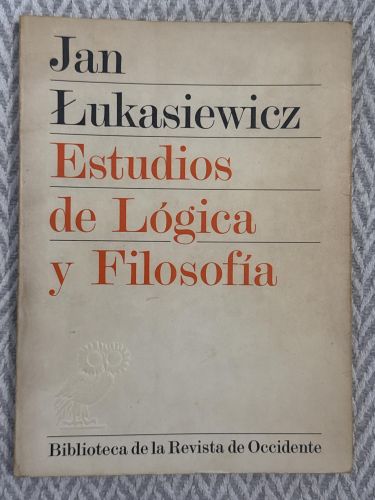 Jan
Łukasiewicz
Estudios
de Lógica
y Filosofía
Biblioteca de la Revista de Occidente